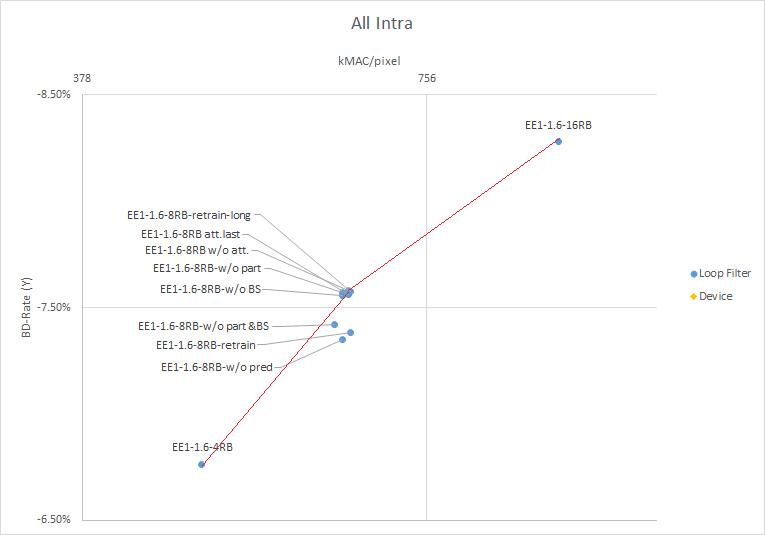 All Intra
kMAC/pixel
378
756
-8.50%
EE1-1.6-16RB
EE1-1.6-8RB-retrain-long
EE1-1.6-8RB att.last
EE1-1.6-8RB w/o att.
EE1-1.6-8RB-w/o part
EE1-1.6-8RB-w/o BS
Loop Filter
Device
BD-Rate (Y)
-7.50%
EE1-1.6-8RB-w/o part &BS
EE1-1.6-8RB-retrain
EE1-1.6-8RB-w/o pred
EE1-1.6-4RB
-6.50%